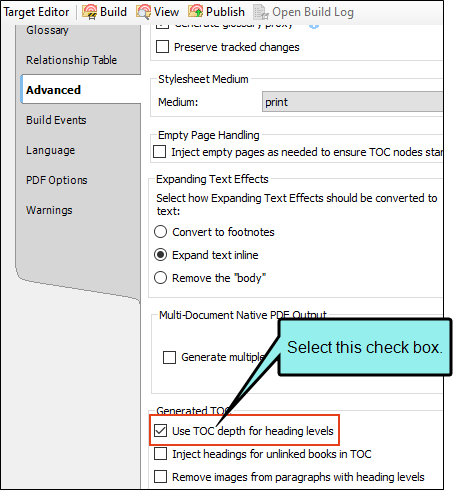 Target Editor Build View Publish Open Build Log
Glossary
Relationship Table
Advanced
Build Events
Language
PDF Options
Warnings
Generate glossary proxy
Preserve tracked changes
Stylesheet Medium
Medium: print
Empty Page Handling
Inject empty pages as needed to ensure TOC nodes star
Expanding Text Effects
Select how Expanding Text Effects should be converted to
text:
Convert to footnotes
Expand text inline
Remove the "body"
Multi-Document Native PDF Output
Generate multiple
Select this check box.
Generated TOC
Use TOC depth for heading levels
Inject headings for unlinked books in TOC
Remove images from paragraphs with heading levels